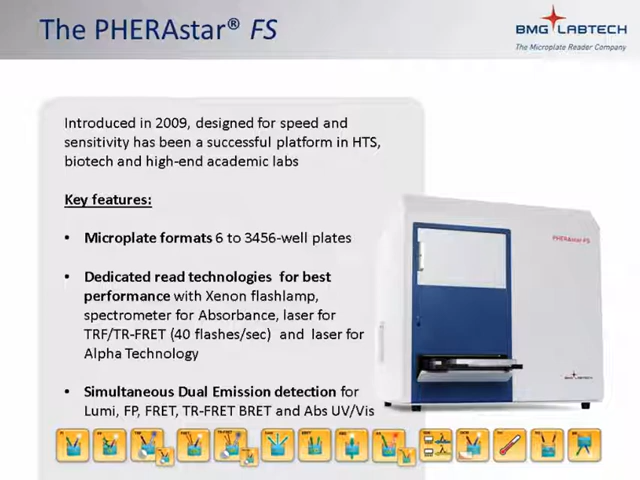 The PHERAstar® FS
BMG LABTECH
The Microplate Reader Company
Introduced in 2009, designed for speed and
sensitivity has been a successful platform in HTS,
biotech and high-end academic labs
Key features:
• Microplate formats 6 to 3456-well plates
• Dedicated read technologies for best
performance with Xenon flashlamp,
spectrometer for Absorbance, laser for
TRF/TR-FRET (40 flashes/sec) and laser for
Alpha Technology
• Simultaneous Dual Emission detection for
Lumi, FP, FRET, TR-FRET BRET and Abs UV/Vis
PHERAstar FS
BMG LABTECH